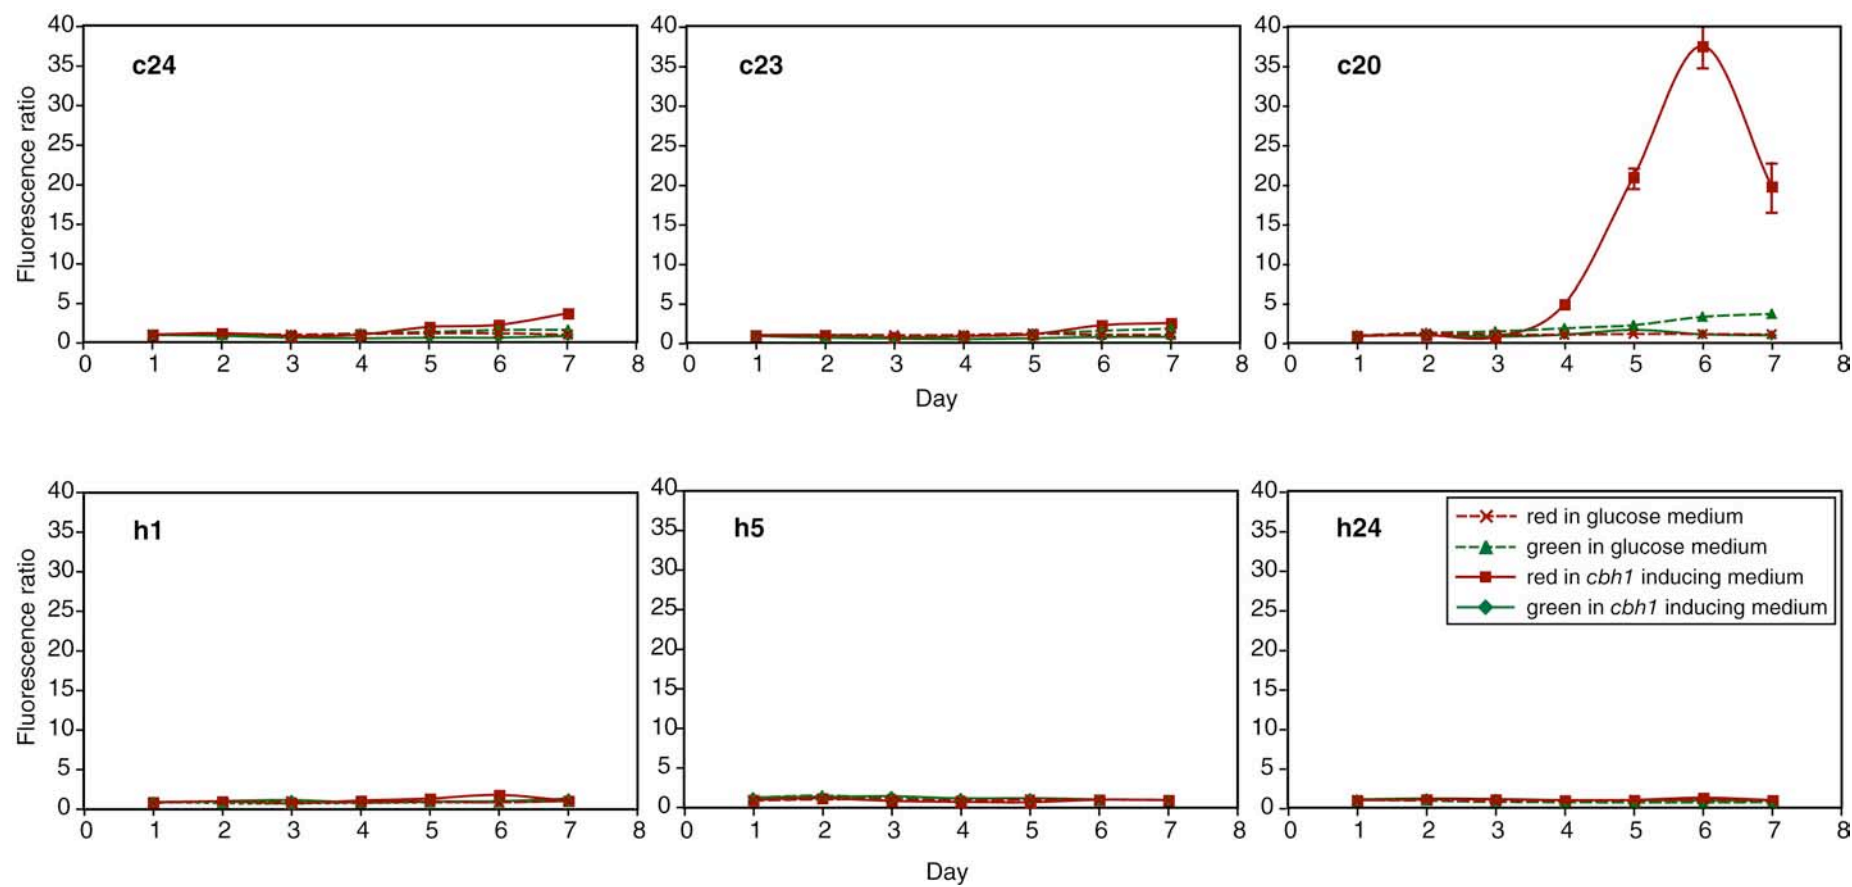 c24
Fluorescence ratio
40
35
30
25
20
15
10
5
0
0 1 2 3 4 5 6 7 8
c23
40
35
30
25
20
15
10
5
0
0 1 2 3 4 5 6 7 8
Day
c20
40
35
30
25
20
15
10
5
0
0 1 2 3 4 5 6 7 8
h1
Fluorescence ratio
40
35
30
25
20
15
10
5
0
0 1 2 3 4 5 6 7 8
h5
40
35
30
25
20
15
10
5
0
0 1 2 3 4 5 6 7 8
Day
h24
40
35
30
25
20
15
10
5
0
0 1 2 3 4 5 6 7 8
red in glucose medium
green in glucose medium
red in cbh1 inducing medium
green in cbh1 inducing medium